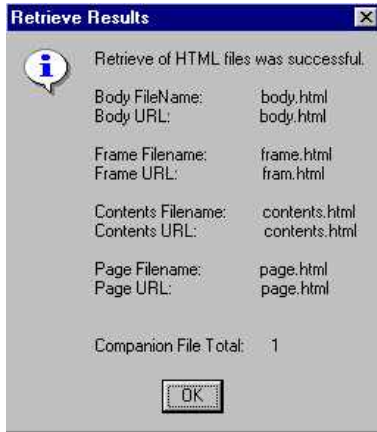 Retrieve Results
Retrieve of HTML files was successful.
Body FileName: body.html
Body URL: body.html
Frame Filename: frame.html
Frame URL: fram.html
Contents Filename: contents.html
Contents URL: contents.html
Page Filename: page.html
Page URL: page.html
Companion File Total: 1
OK